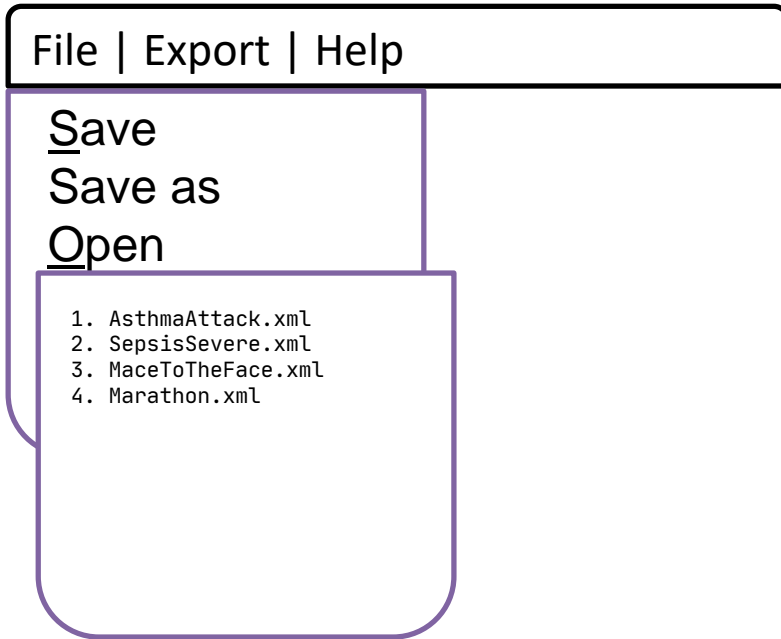 File | Export | Help
Save
Save as
Open
1. AsthmaAttack.xml
2. SepsisSevere.xml
3. MaceToTheFace.xml
4. Marathon.xml